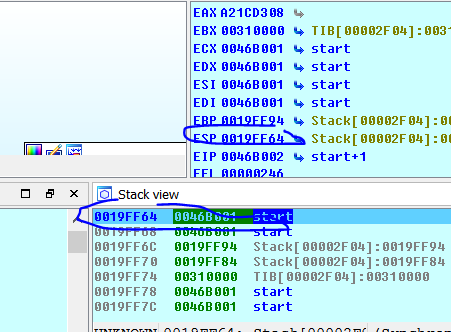 EAX A21CD308
EBX 00310000 TIB[00002F04]:0031
ECX 0046B001 start
EDX 0046B001 start
ESI 0046B001 start
EDI 0046B001 start
EBP 0019FF94 Stack[00002F04]:00
ESP 0019FF64 Stack[00002F04]:00
EIP 0046B002 start+1
EFL 00000246
Stack view
0019FF64 0046B001 start
0019FF68 0046B001 start
0019FF6C 0019FF94 Stack[00002F04]:0019FF94
0019FF70 0019FF84 Stack[00002F04]:0019FF84
0019FF74 00310000 TIB[00002F04]:00310000
0019FF78 0046B001 start
0019FF7C 0046B001 start
UNKNOWN 0019FF64: Stack[00002F